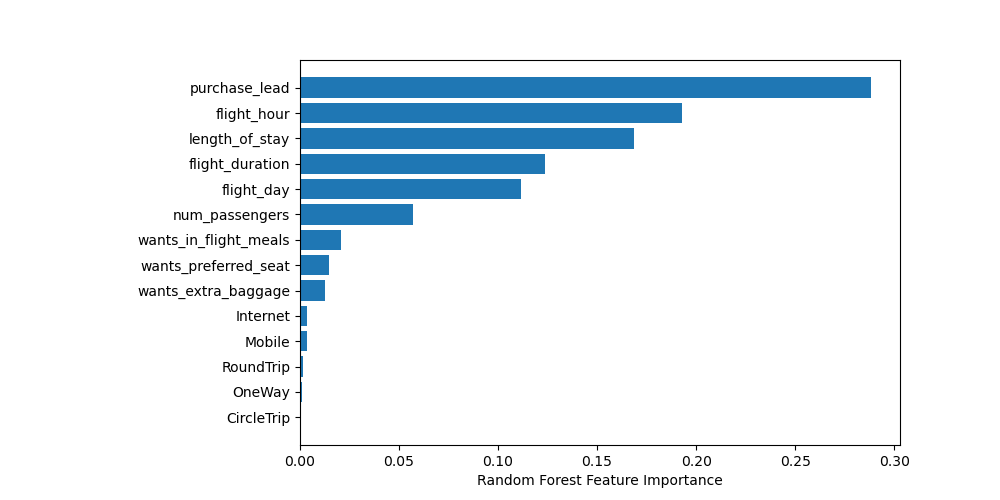 purchase_lead
flight_hour
length_of_stay
flight_duration
flight_day
num_passengers
wants_in_flight_meals
wants_preferred_seat
wants_extra_baggage
Internet
Mobile
RoundTrip
OneWay
CircleTrip
0.00 0.05 0.10 0.15 0.20 0.25 0.30
Random Forest Feature Importance